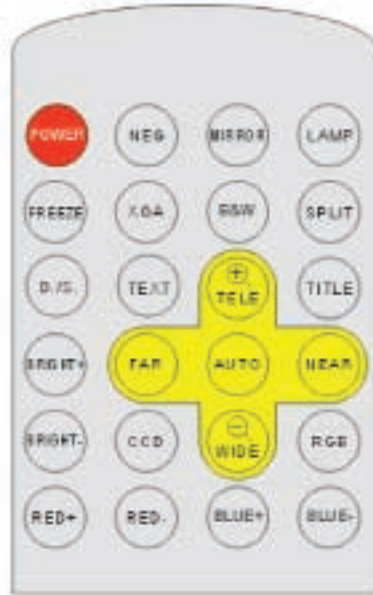 POWER NEG MIRROR LAMP
FREEZE XGA B&W SPLIT
D./S. TEXT ⊕ TELE TITLE
BRIGHT+ FAR AUTO NEAR
BRIGHT- CCD ⊖ WIDE RGB
RED+ RED- BLUE+ BLUE-